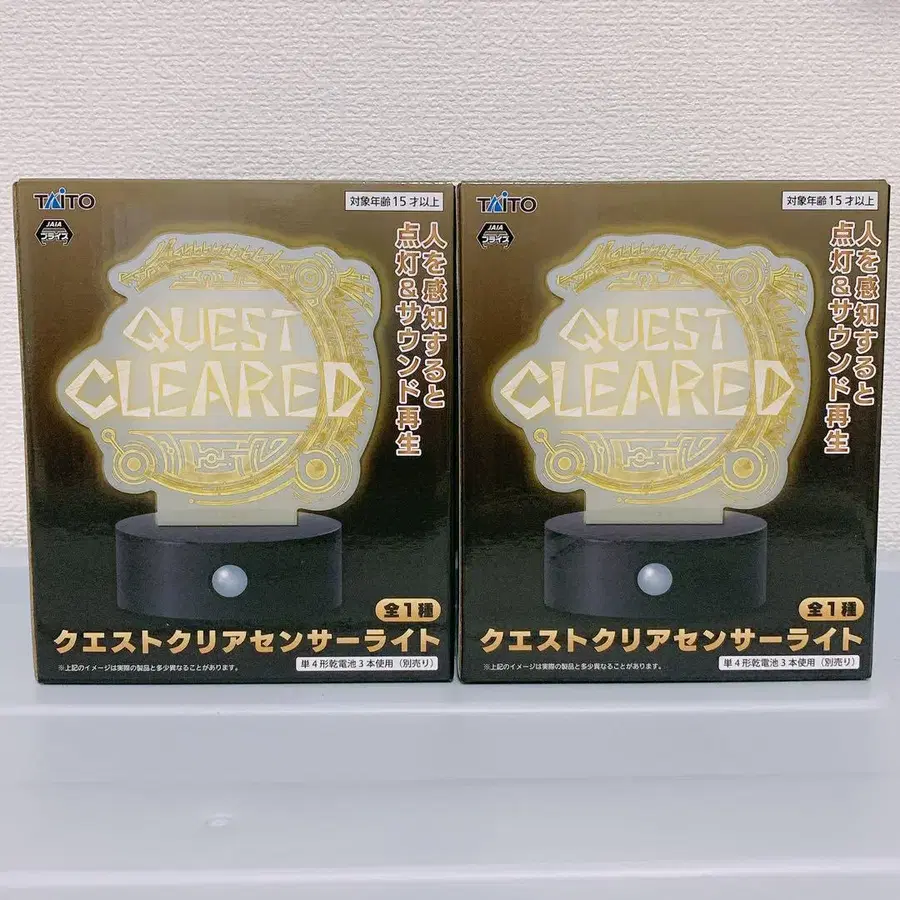 TAITO
JAIA
プライズ
対象年齢15才以上
人を感知すると
点灯&サウンド再生
QUEST
CLEARED
全1種
クエストクリアセンサーライト
※上記のイメージは実際の製品と多少異なることがあります。
単4形乾電池3本使用(別売り)
TAITO
JAIA
プライズ
対象年齢15才以上
人を感知すると
点灯&サウンド再生
QUEST
CLEARED
全1種
クエストクリアセンサーライト
※上記のイメージは実際の製品と多少異なることがあります。
単4形乾電池3本使用(別売り)